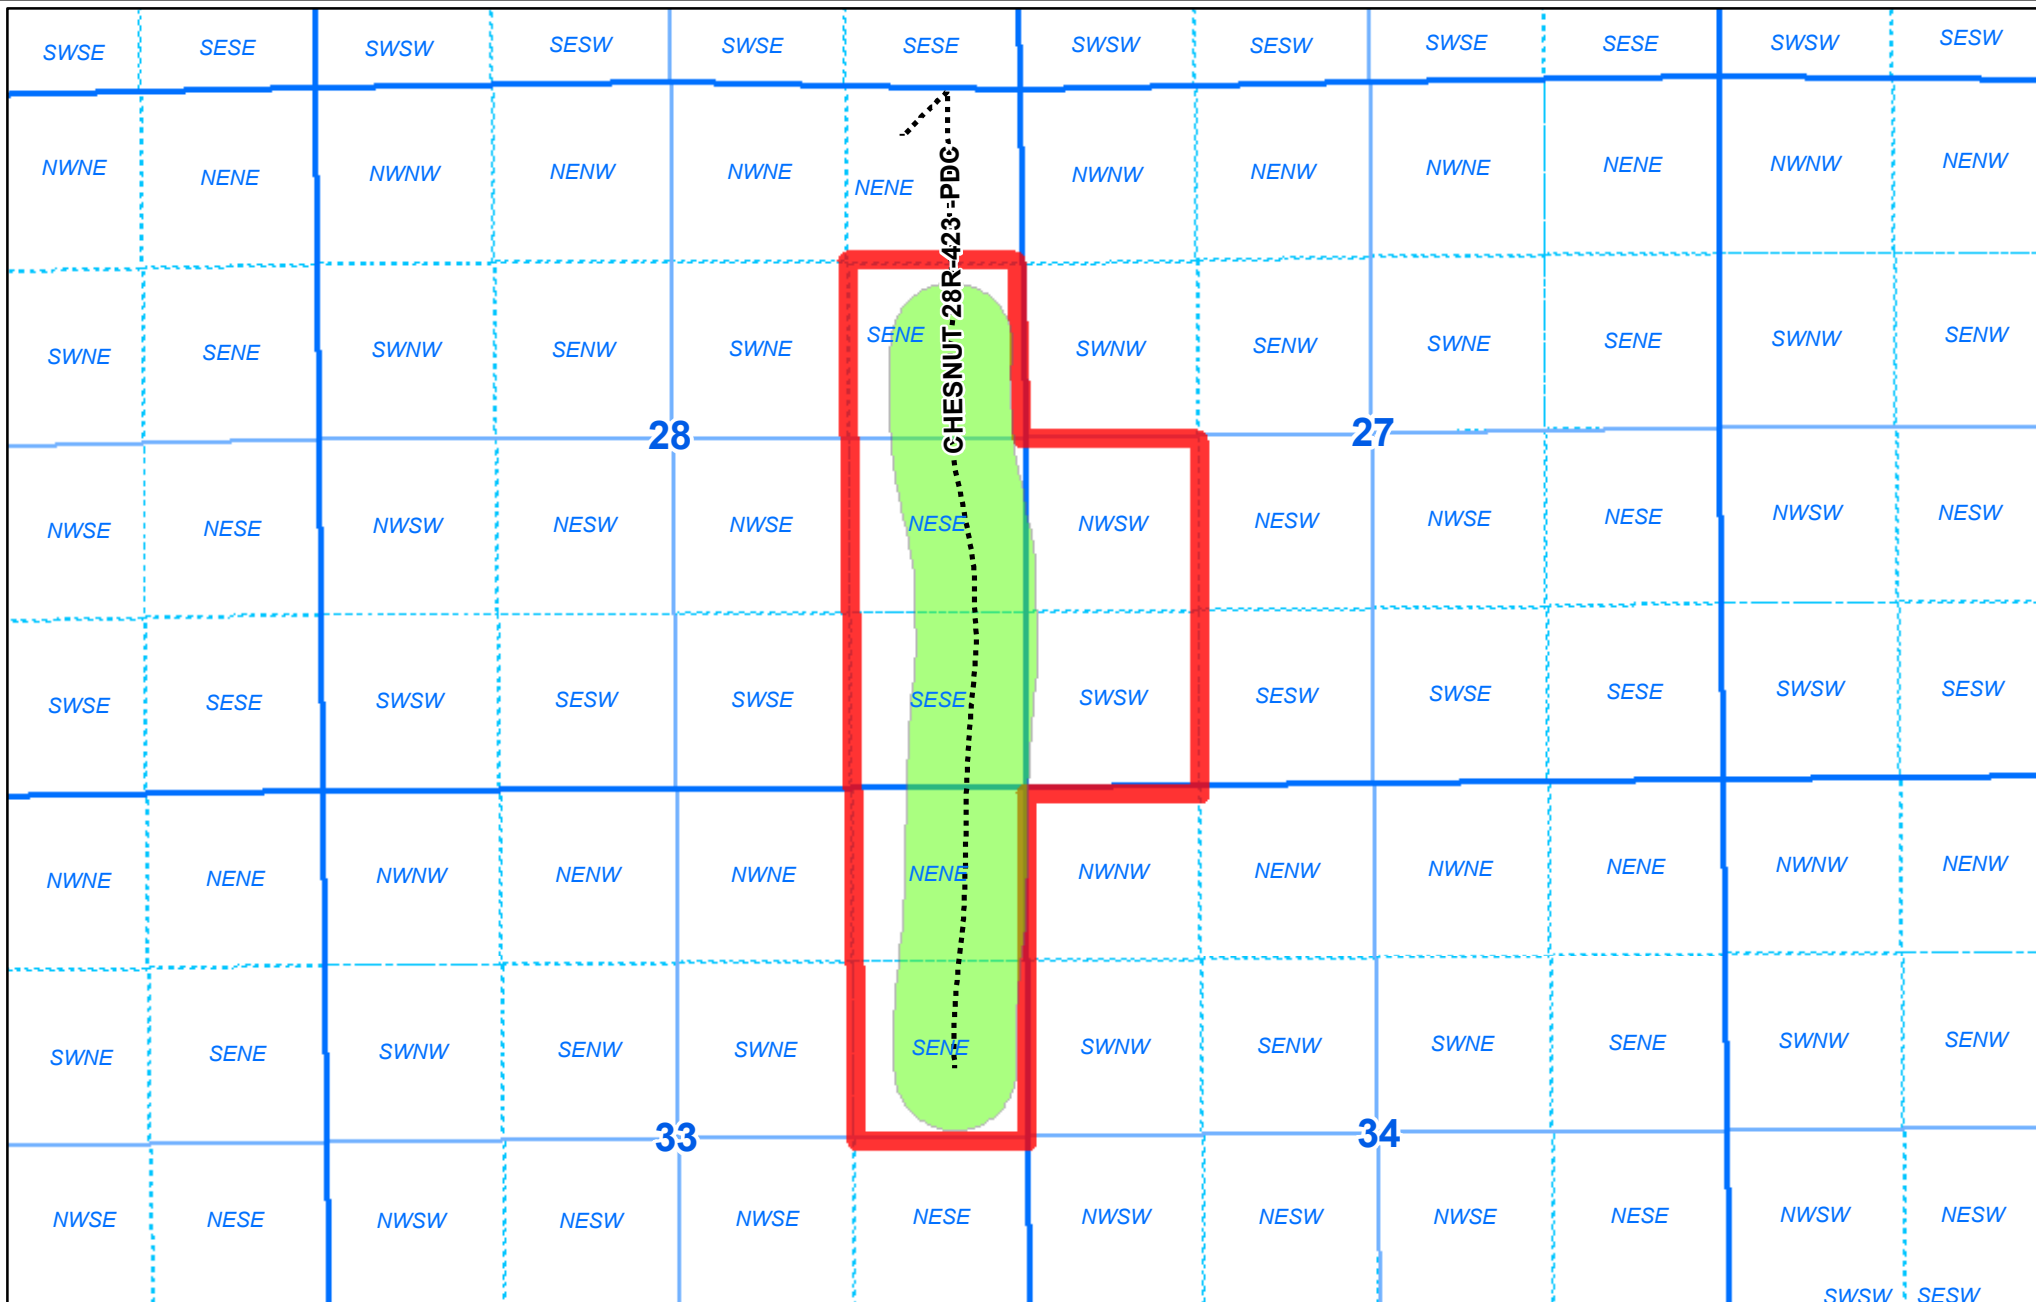 SWSE SESE SWSW SESW SWSE SESE SWSW SESW SWSE SESE SWSW SESW
NWNE NENE NWNW NENW NWNE NENE NWNW NENW NWNE NENE NWNW NENW
CHESNUT 28R-423 -PDC
SWNE SENE SWNW SENW SWNE SENE SWNW SENW SWNE SENE SWNW SENW
28 27
NWSE NESE NWSW NESW NWSE NESE NWSW NESW NWSE NESE NWSW NESW
SWSE SESE SWSW SESW SWSE SESE SWSW SESW SWSE SESE SWSW SESW
NWNE NENE NWNW NENW NWNE NENE NWNW NENW NWNE NENE NWNW NENW
SWNE SENE SWNW SENW SWNE SENE SWNW SENW SWNE SENE SWNW SENW
33 34
NWSE NESE NWSW NESW NWSE NESE NWSW NESW NWSE NESE NWSW NESW
SWSW SESW